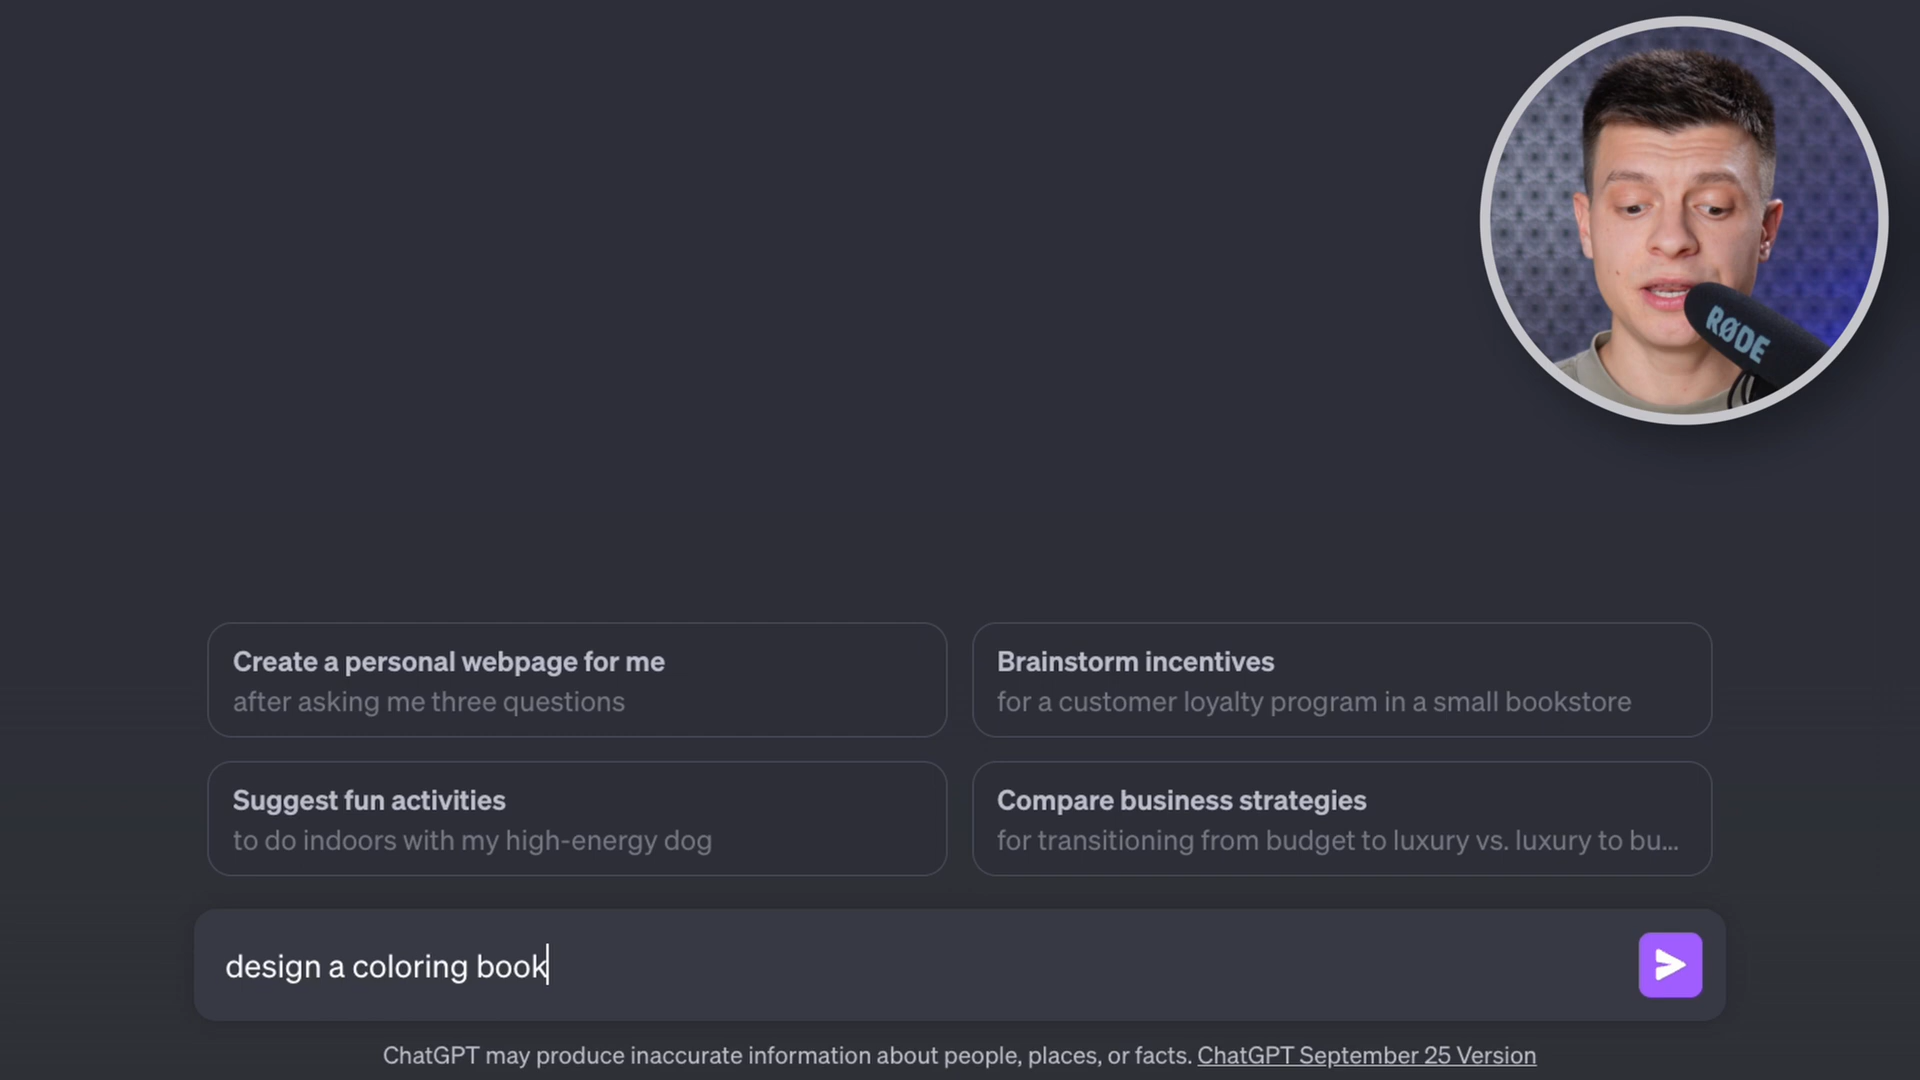 RØDE
Create a personal webpage for me
after asking me three questions
Brainstorm incentives
for a customer loyalty program in a small bookstore
Suggest fun activities
to do indoors with my high-energy dog
Compare business strategies
for transitioning from budget to luxury vs. luxury to bu...
design a coloring book
ChatGPT may produce inaccurate information about people, places, or facts. ChatGPT September 25 Version